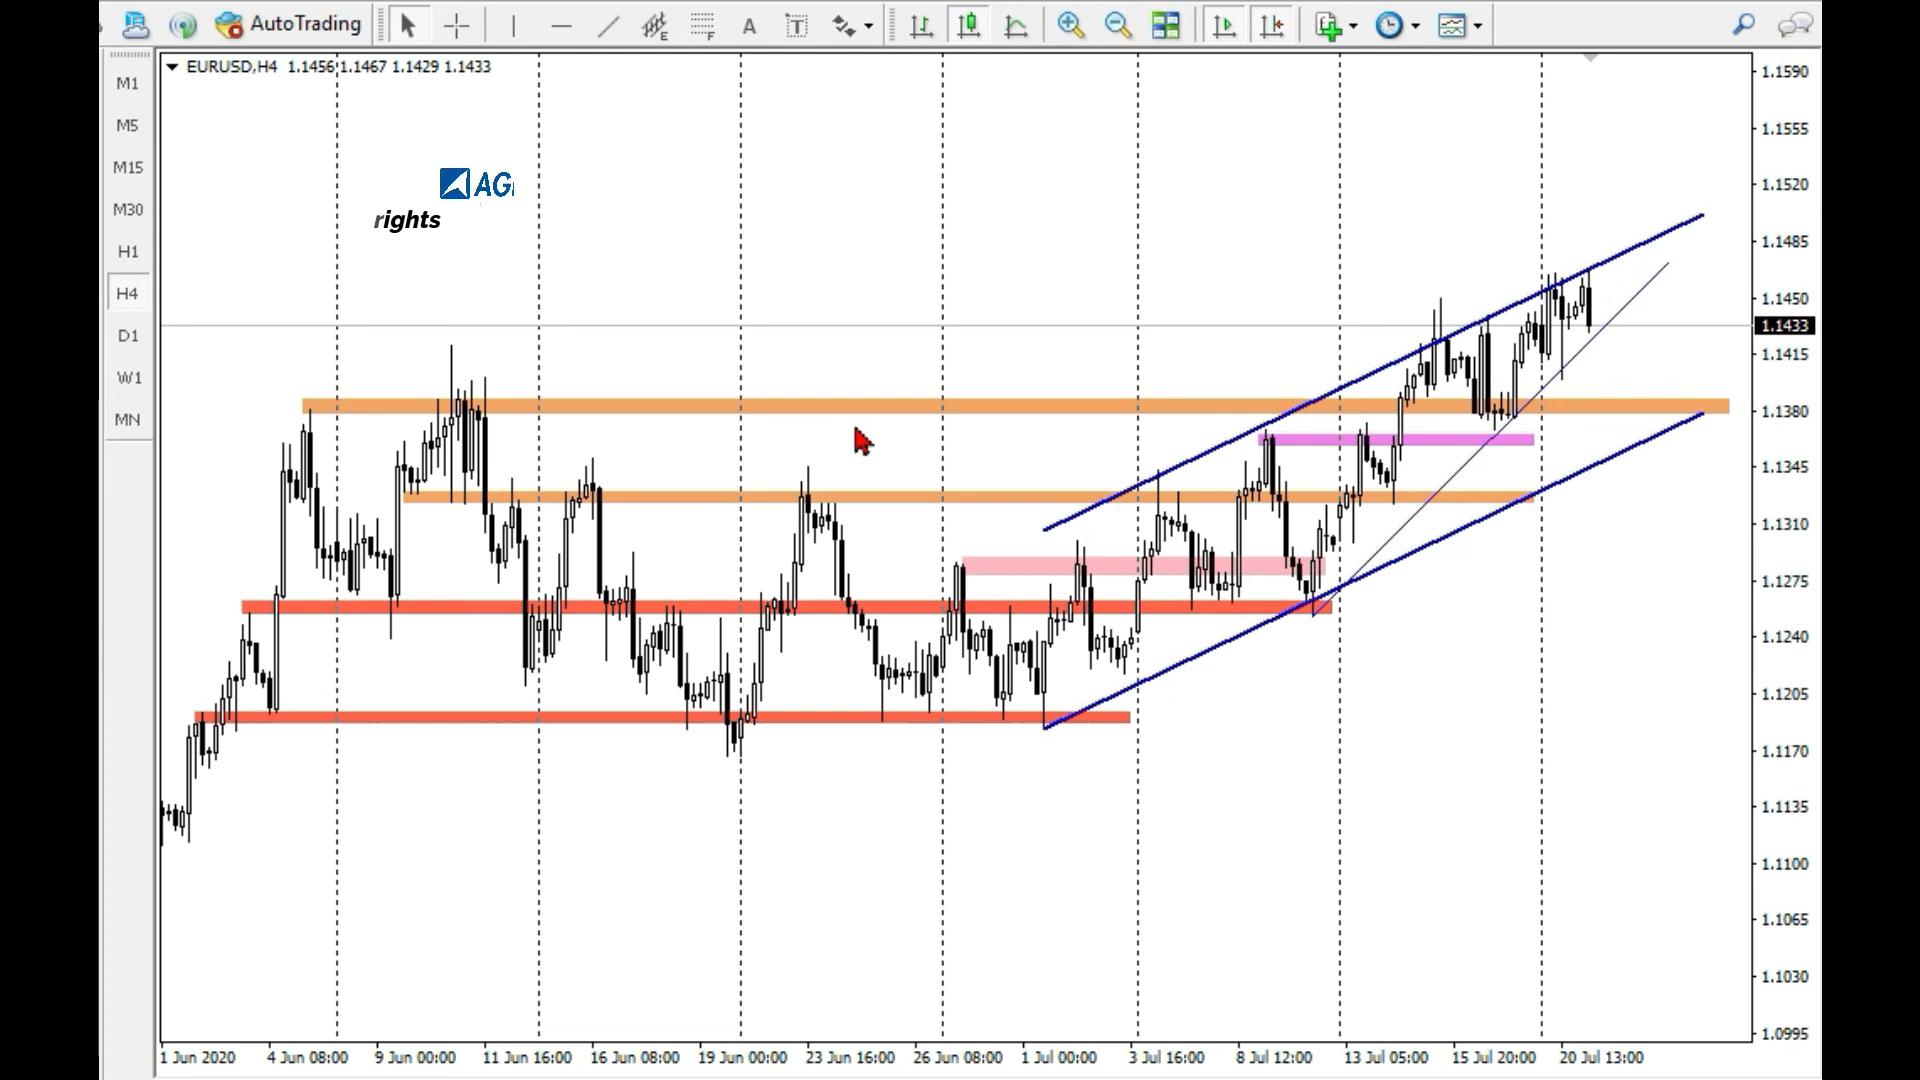 AutoTrading
A
T
E
F
M1
M5
M15
M30
H1
H4
D1
W1
MN
EURUSD,H4 1.1456 1.1467 1.1429 1.1433
AG
rights
1.1590
1.1555
1.1520
1.1485
1.1450
1.1433
1.1415
1.1380
1.1345
1.1310
1.1275
1.1240
1.1205
1.1170
1.1135
1.1100
1.1065
1.1030
1.0995
1 Jun 2020 4 Jun 08:00 9 Jun 00:00 11 Jun 16:00 16 Jun 08:00 19 Jun 00:00 23 Jun 16:00 26 Jun 08:00 1 Jul 00:00 3 Jul 16:00 8 Jul 12:00 13 Jul 05:00 15 Jul 20:00 20 Jul 13:00